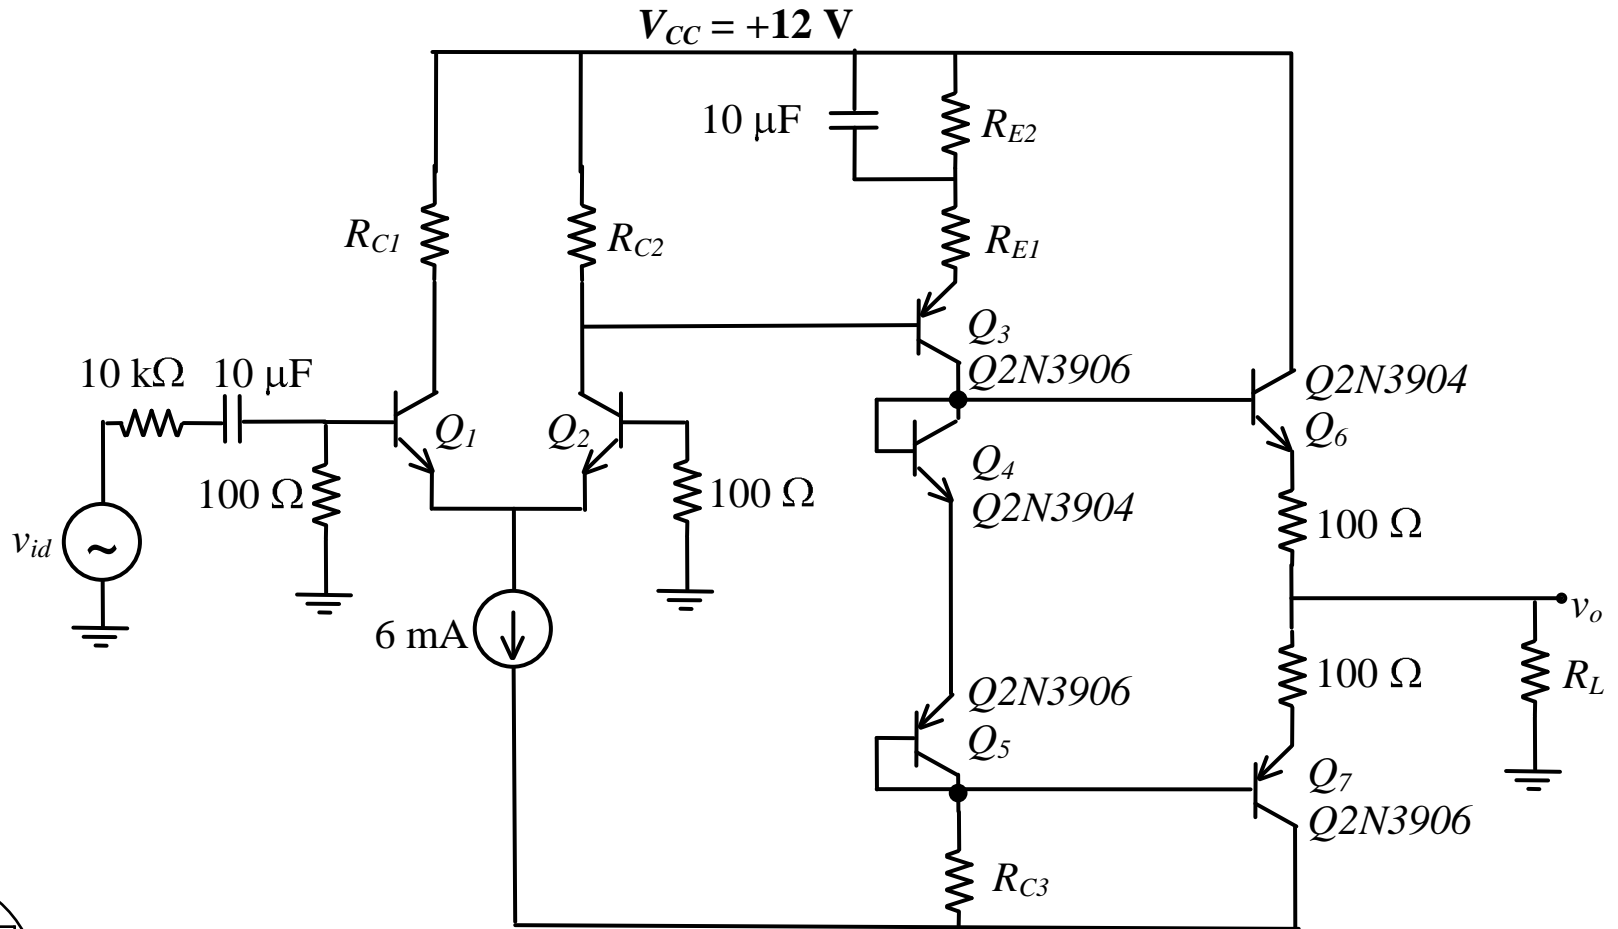 V_CC = +12 V
10 μF
R_E2
R_C1
R_C2
R_E1
Q_3
Q2N3906
10 kΩ
10 μF
Q2N3904
Q_6
Q_1
Q_2
Q_4
Q2N3904
100 Ω
100 Ω
100 Ω
v_id
~
v_o
6 mA
Q2N3906
Q_5
100 Ω
R_L
Q_7
Q2N3906
R_C3